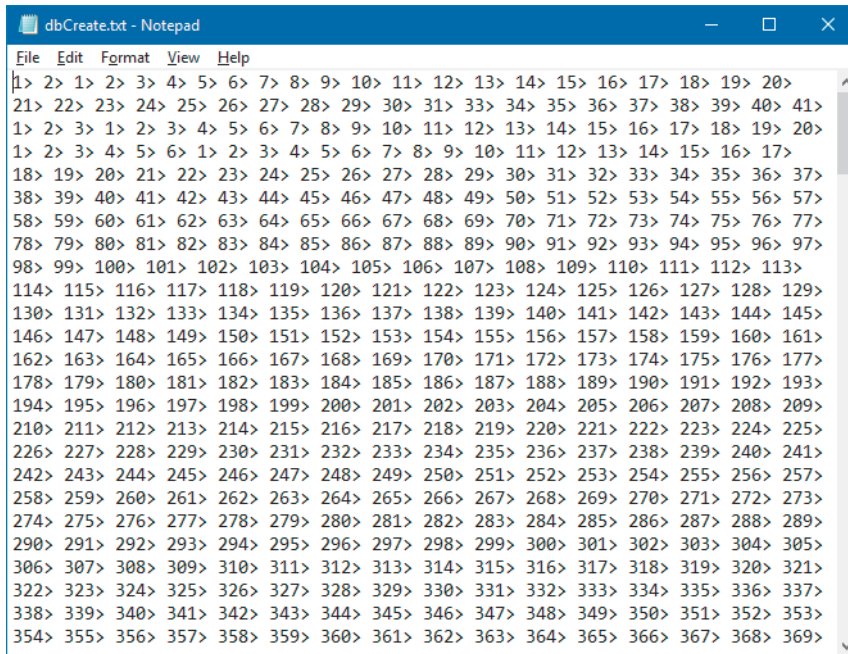 dbCreate.txt - Notepad
File Edit Format View Help
1> 2> 1> 2> 3> 4> 5> 6> 7> 8> 9> 10> 11> 12> 13> 14> 15> 16> 17> 18> 19> 20>
21> 22> 23> 24> 25> 26> 27> 28> 29> 30> 31> 33> 34> 35> 36> 37> 38> 39> 40> 41>
1> 2> 3> 1> 2> 3> 4> 5> 6> 7> 8> 9> 10> 11> 12> 13> 14> 15> 16> 17> 18> 19> 20>
1> 2> 3> 4> 5> 6> 1> 2> 3> 4> 5> 6> 7> 8> 9> 10> 11> 12> 13> 14> 15> 16> 17>
18> 19> 20> 21> 22> 23> 24> 25> 26> 27> 28> 29> 30> 31> 32> 33> 34> 35> 36> 37>
38> 39> 40> 41> 42> 43> 44> 45> 46> 47> 48> 49> 50> 51> 52> 53> 54> 55> 56> 57>
58> 59> 60> 61> 62> 63> 64> 65> 66> 67> 68> 69> 70> 71> 72> 73> 74> 75> 76> 77>
78> 79> 80> 81> 82> 83> 84> 85> 86> 87> 88> 89> 90> 91> 92> 93> 94> 95> 96> 97>
98> 99> 100> 101> 102> 103> 104> 105> 106> 107> 108> 109> 110> 111> 112> 113>
114> 115> 116> 117> 118> 119> 120> 121> 122> 123> 124> 125> 126> 127> 128> 129>
130> 131> 132> 133> 134> 135> 136> 137> 138> 139> 140> 141> 142> 143> 144> 145>
146> 147> 148> 149> 150> 151> 152> 153> 154> 155> 156> 157> 158> 159> 160> 161>
162> 163> 164> 165> 166> 167> 168> 169> 170> 171> 172> 173> 174> 175> 176> 177>
178> 179> 180> 181> 182> 183> 184> 185> 186> 187> 188> 189> 190> 191> 192> 193>
194> 195> 196> 197> 198> 199> 200> 201> 202> 203> 204> 205> 206> 207> 208> 209>
210> 211> 212> 213> 214> 215> 216> 217> 218> 219> 220> 221> 222> 223> 224> 225>
226> 227> 228> 229> 230> 231> 232> 233> 234> 235> 236> 237> 238> 239> 240> 241>
242> 243> 244> 245> 246> 247> 248> 249> 250> 251> 252> 253> 254> 255> 256> 257>
258> 259> 260> 261> 262> 263> 264> 265> 266> 267> 268> 269> 270> 271> 272> 273>
274> 275> 276> 277> 278> 279> 280> 281> 282> 283> 284> 285> 286> 287> 288> 289>
290> 291> 292> 293> 294> 295> 296> 297> 298> 299> 300> 301> 302> 303> 304> 305>
306> 307> 308> 309> 310> 311> 312> 313> 314> 315> 316> 317> 318> 319> 320> 321>
322> 323> 324> 325> 326> 327> 328> 329> 330> 331> 332> 333> 334> 335> 336> 337>
338> 339> 340> 341> 342> 343> 344> 345> 346> 347> 348> 349> 350> 351> 352> 353>
354> 355> 356> 357> 358> 359> 360> 361> 362> 363> 364> 365> 366> 367> 368> 369>